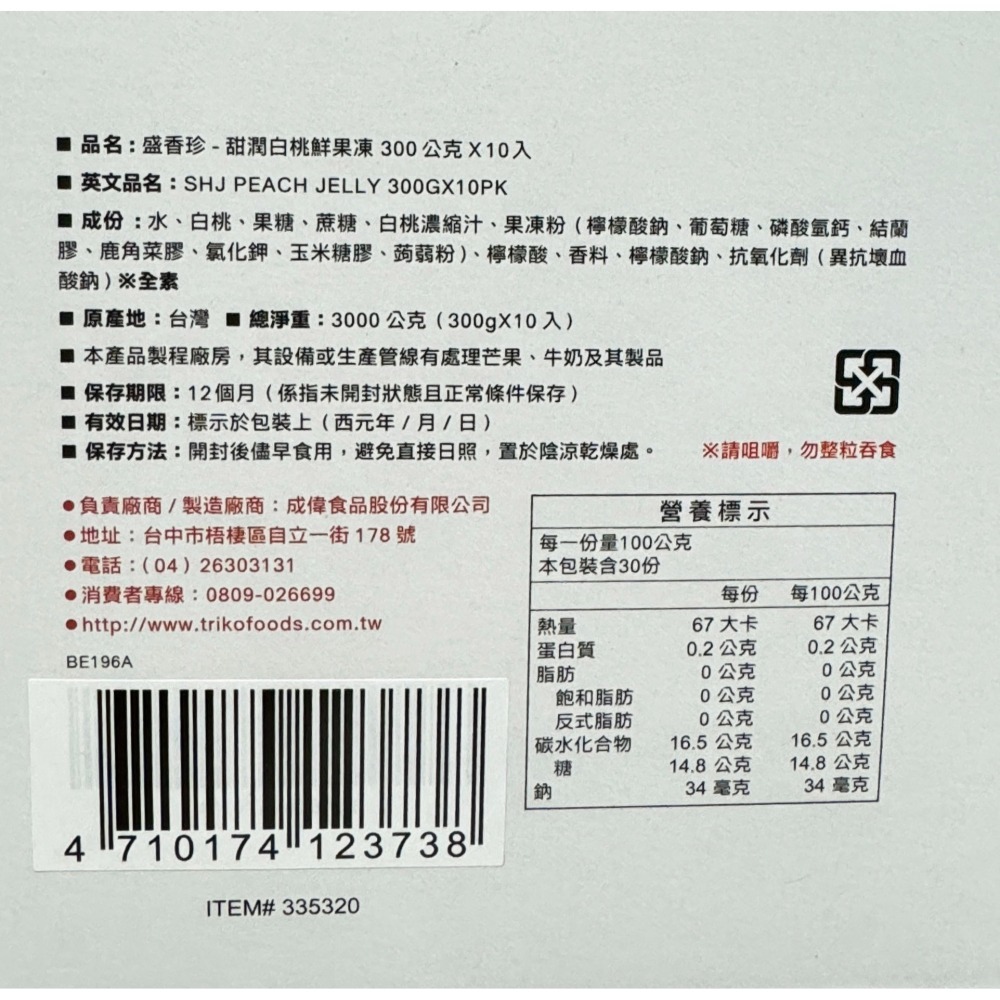 ■ 品名:盛香珍 - 甜潤白桃鮮果凍 300 公克 X 10入
■ 英文品名:SHJ PEACH JELLY 300GX10PK
■ 成份:水、白桃、果糖、蔗糖、白桃濃縮汁、果凍粉(檸檬酸鈉、葡萄糖、磷酸氫鈣、結蘭
膠、鹿角菜膠、氯化鉀、玉米糖膠、蒟蒻粉)、檸檬酸、香料、檸檬酸鈉、抗氧化劑(異抗壞血
酸鈉)※全素
■ 原產地:台灣 ■ 總淨重:3000 公克(300gX10 入)
■ 本產品製程廠房,其設備或生產管線有處理芒果、牛奶及其製品
■ 保存期限:12個月(係指未開封狀態且正常條件保存)
■ 有效日期:標示於包裝上(西元年 / 月 / 日)
■ 保存方法:開封後儘早食用,避免直接日照,置於陰涼乾燥處。
※請咀嚼,勿整粒吞食
●負責廠商 / 製造廠商:成偉食品股份有限公司
●地址:台中市梧棲區自立一街 178 號
●電話:(04)26303131
●消費者專線:0809-026699
●http://www.trikofoods.com.tw
BE196A
4 710174 123738
ITEM# 335320
營養標示
每一份量100公克
本包裝含30份
每份 每100公克
熱量 67 大卡 67 大卡
蛋白質 0.2 公克 0.2 公克
脂肪 0 公克 0 公克
飽和脂肪 0 公克 0 公克
反式脂肪 0 公克 0 公克
碳水化合物 16.5 公克 16.5 公克
糖 14.8 公克 14.8 公克
鈉 34 毫克 34 毫克